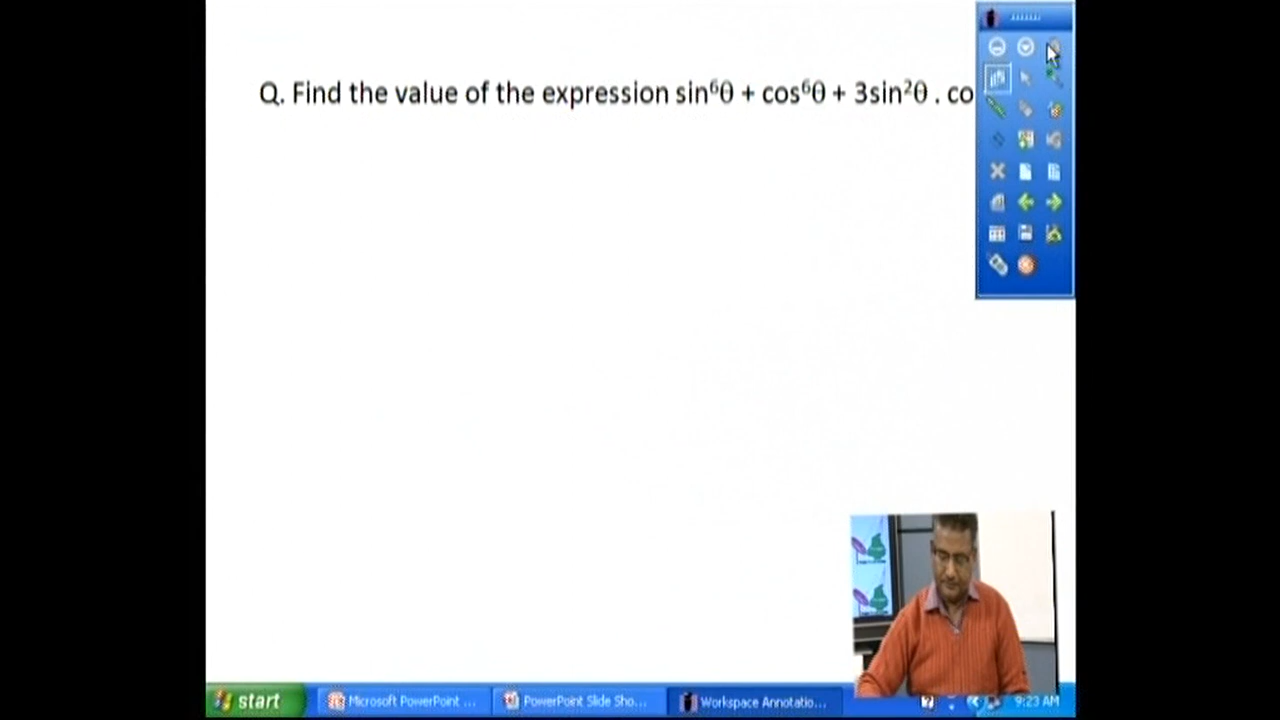 Q. Find the value of the expression sin⁶θ + cos⁶θ + 3sin²θ . co
start
Microsoft PowerPoint ...
PowerPoint Slide Sho...
Workspace Annotatio...
9:23 AM